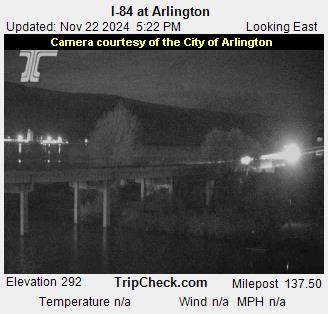 I-84 at Arlington
Updated: Nov 22 2024 5:22 PM Looking East
Camera courtesy of the City of Arlington
Elevation 292 TripCheck.com Milepost 137.50
Temperature n/a Wind n/a MPH n/a